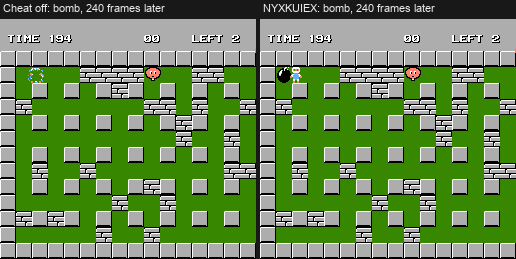 Cheat off: bomb, 240 frames later
NYXKUIEX: bomb, 240 frames later
TIME 194 00 LEFT 2
TIME 194 00 LEFT 2